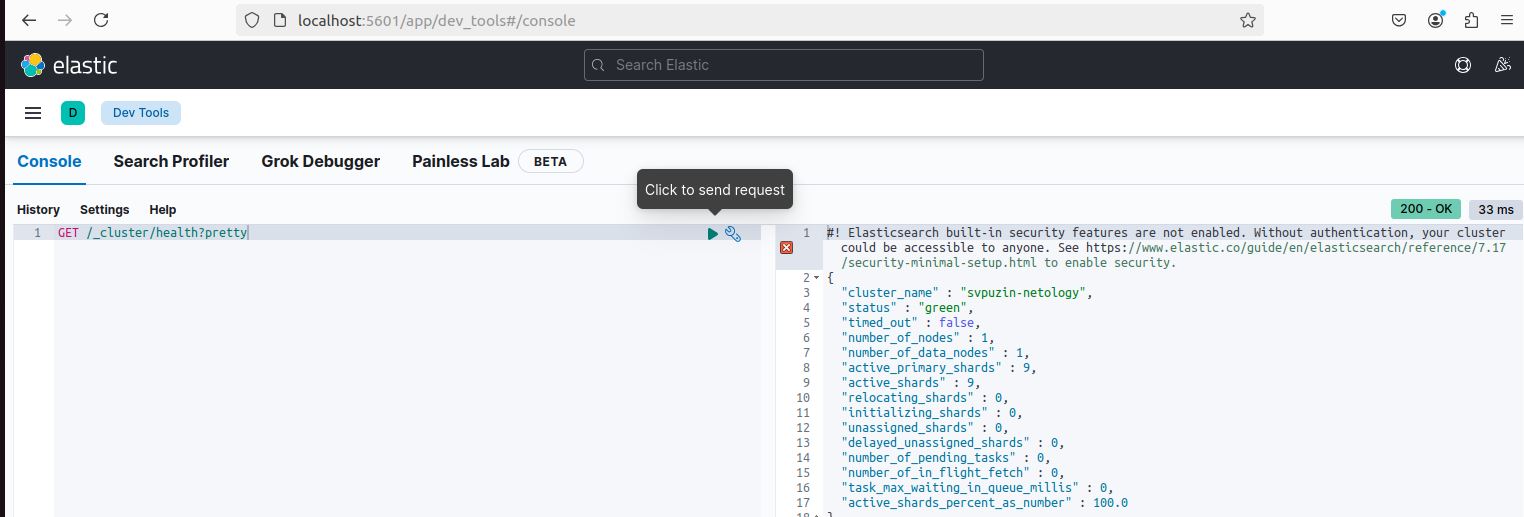 localhost:5601/app/dev_tools#/console
elastic
Search Elastic
D
Dev Tools
Console
Search Profiler
Grok Debugger
Painless Lab
BETA
Click to send request
History
Settings
Help
200 - OK
33 ms
1 GET /_cluster/health?pretty
1 #! Elasticsearch built-in security features are not enabled. Without authentication, your cluster
could be accessible to anyone. See https://www.elastic.co/guide/en/elasticsearch/reference/7.17
/security-minimal-setup.html to enable security.
2 {
3 "cluster_name" : "svpuzin-netology",
4 "status" : "green",
5 "timed_out" : false,
6 "number_of_nodes" : 1,
7 "number_of_data_nodes" : 1,
8 "active_primary_shards" : 9,
9 "active_shards" : 9,
10 "relocating_shards" : 0,
11 "initializing_shards" : 0,
12 "unassigned_shards" : 0,
13 "delayed_unassigned_shards" : 0,
14 "number_of_pending_tasks" : 0,
15 "number_of_in_flight_fetch" : 0,
16 "task_max_waiting_in_queue_millis" : 0,
17 "active_shards_percent_as_number" : 100.0
18 }